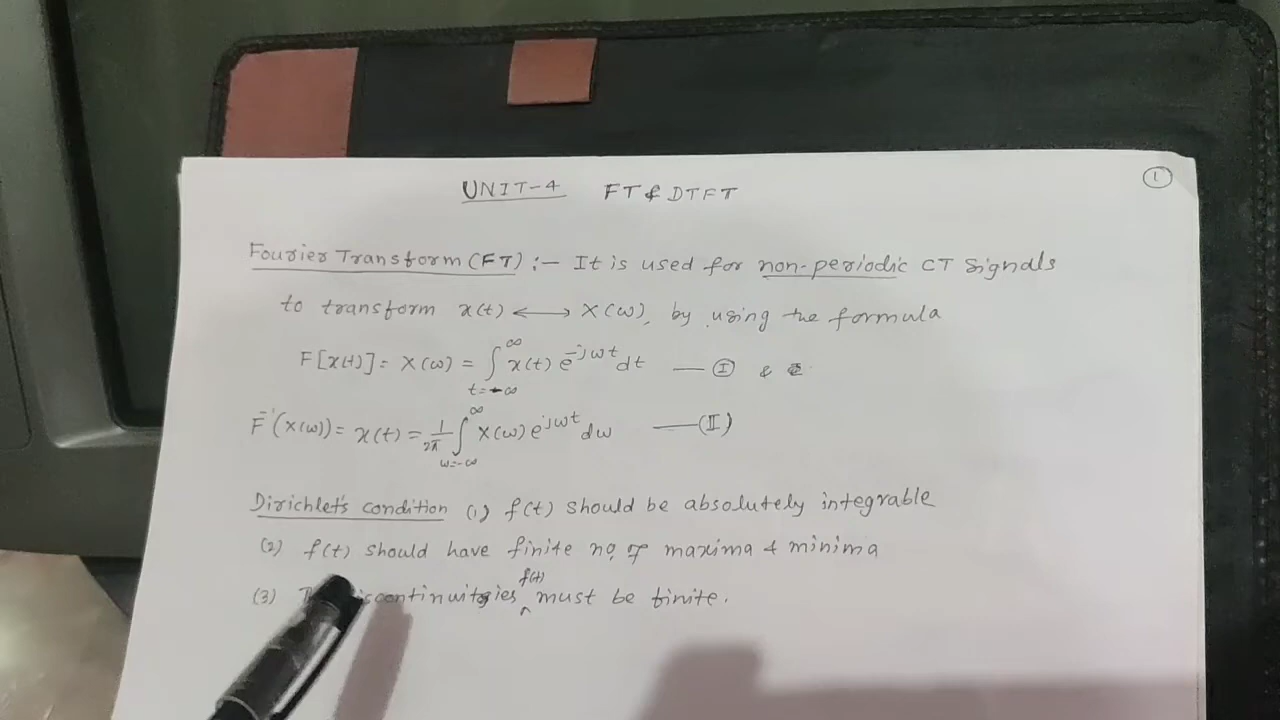 ①
UNIT-4 FT & DTFT
Fourier Transform (FT) :- It is used for non-periodic CT signals
to transform x(t) ⟷ X(ω), by using the formula
F[x(t)] = X(ω) = ∫_{t=-∞}^{∞} x(t) e^{-jωt} dt — Ⓘ &
F^{-1}(X(ω)) = x(t) = 1/2π ∫_{ω=-∞}^{∞} X(ω) e^{jωt} dω — (II)
Dirichlet's condition (1) f(t) should be absolutely integrable
(2) f(t) should have finite no. of maxima & minima
(3) f(t) must be finite.